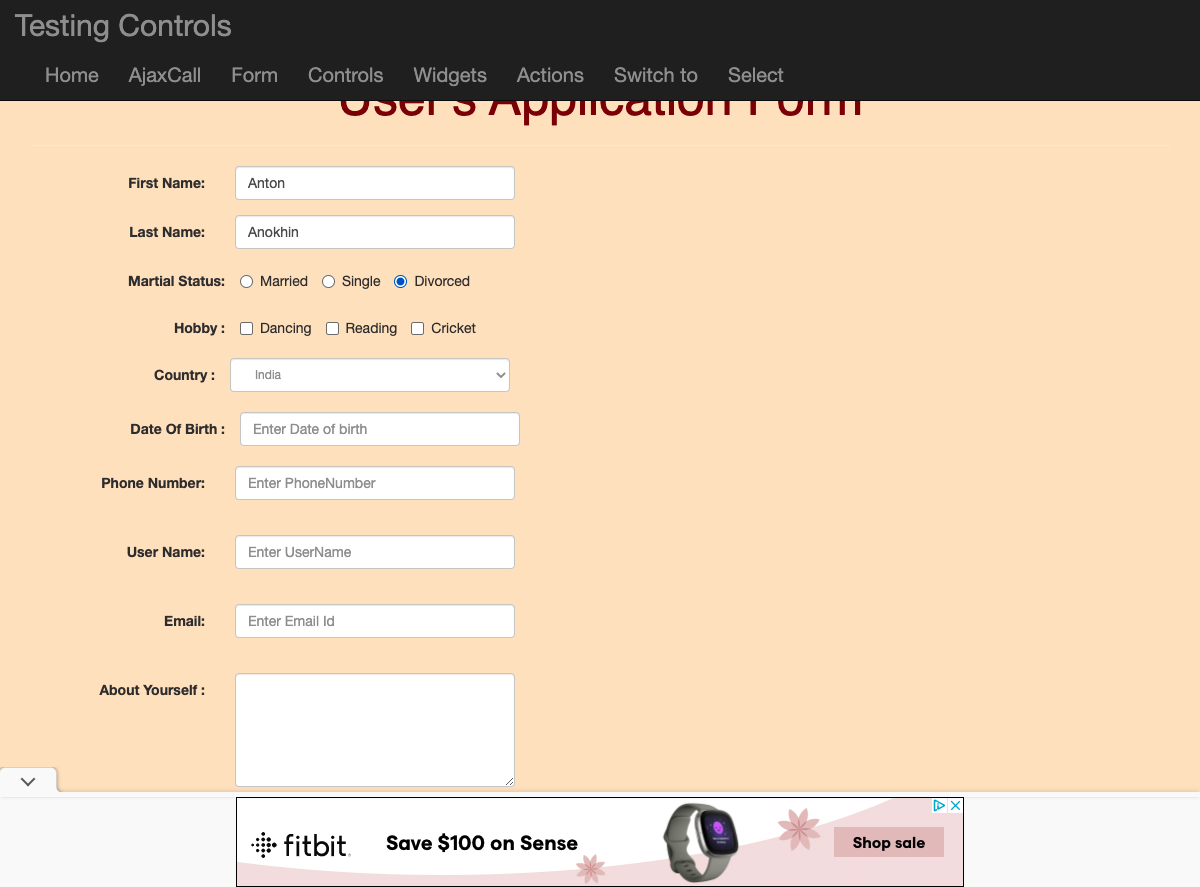 Testing Controls
Home AjaxCall Form Controls Widgets Actions Switch to Select
User's Application Form
First Name: Anton
Last Name: Anokhin
Martial Status: Married Single Divorced
Hobby : Dancing Reading Cricket
Country : India
Date Of Birth : Enter Date of birth
Phone Number: Enter PhoneNumber
User Name: Enter UserName
Email: Enter Email Id
About Yourself :
fitbit. Save $100 on Sense Shop sale